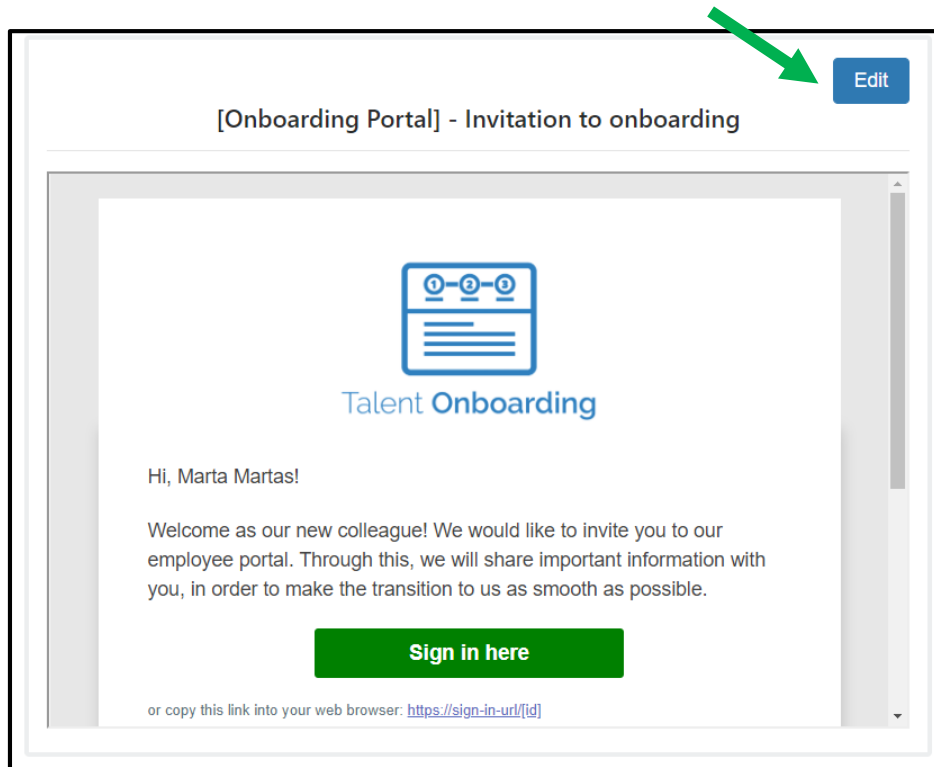 Edit
[Onboarding Portal] - Invitation to onboarding
1 2 3
Talent Onboarding
Hi, Marta Martas!
Welcome as our new colleague! We would like to invite you to our
employee portal. Through this, we will share important information with
you, in order to make the transition to us as smooth as possible.
Sign in here
or copy this link into your web browser: https://sign-in-url/[id]